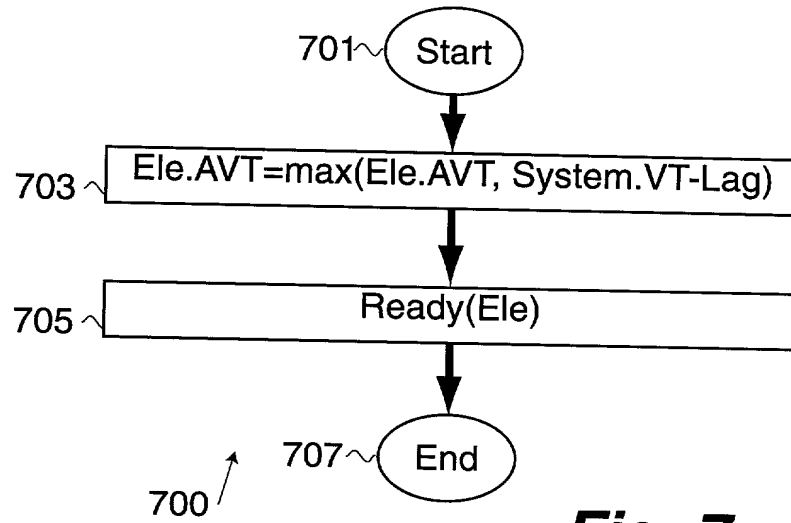 701 Start
703 Ele.AVT=max(Ele.AVT, System.VT-Lag)
705 Ready(Ele)
707 End
700
Fig. 7